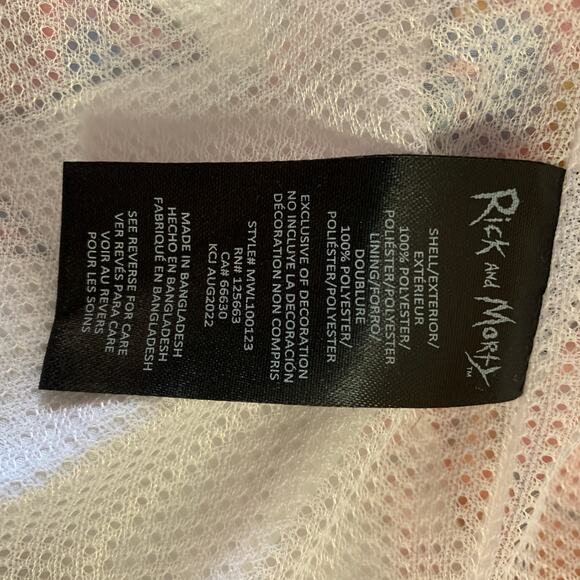 Rick and Morty™
SHELL/EXTERIOR/
EXTÉRIEUR
100% POLYESTER/
POLIÉSTER/POLYESTER
LINING/FORRO/
DOUBLURE
100% POLYESTER/
POLIÉSTER/POLYESTER
EXCLUSIVE OF DECORATION
NO INCLUYE LA DECORACIÓN
DÉCORATION NON COMPRIS
STYLE# MWL100123
RN# 125663
CA# 66630
KCI AUG2022
MADE IN BANGLADESH
HECHO EN BANGLADESH
FABRIQUÉ EN BANGLADESH
SEE REVERSE FOR CARE
VER REVÉS PARA CARE
VOIR AU REVERS
POUR LES SOINS